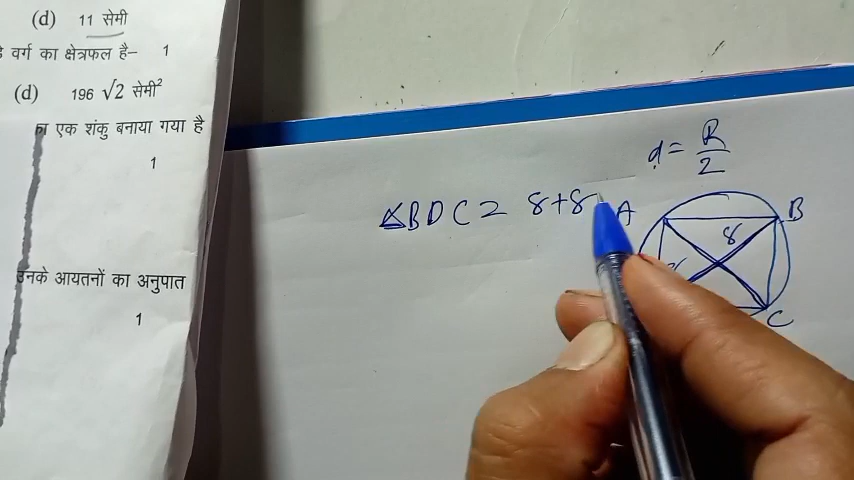 (d) 11 सेमी
वर्ग का क्षेत्रफल है– 1
(d) 196 √2 सेमी²
एक शंकु बनाया गया है
1
उनके आयतनों का अनुपात
1
a = R/2
BDC = 8+8
A
B
8
8
C